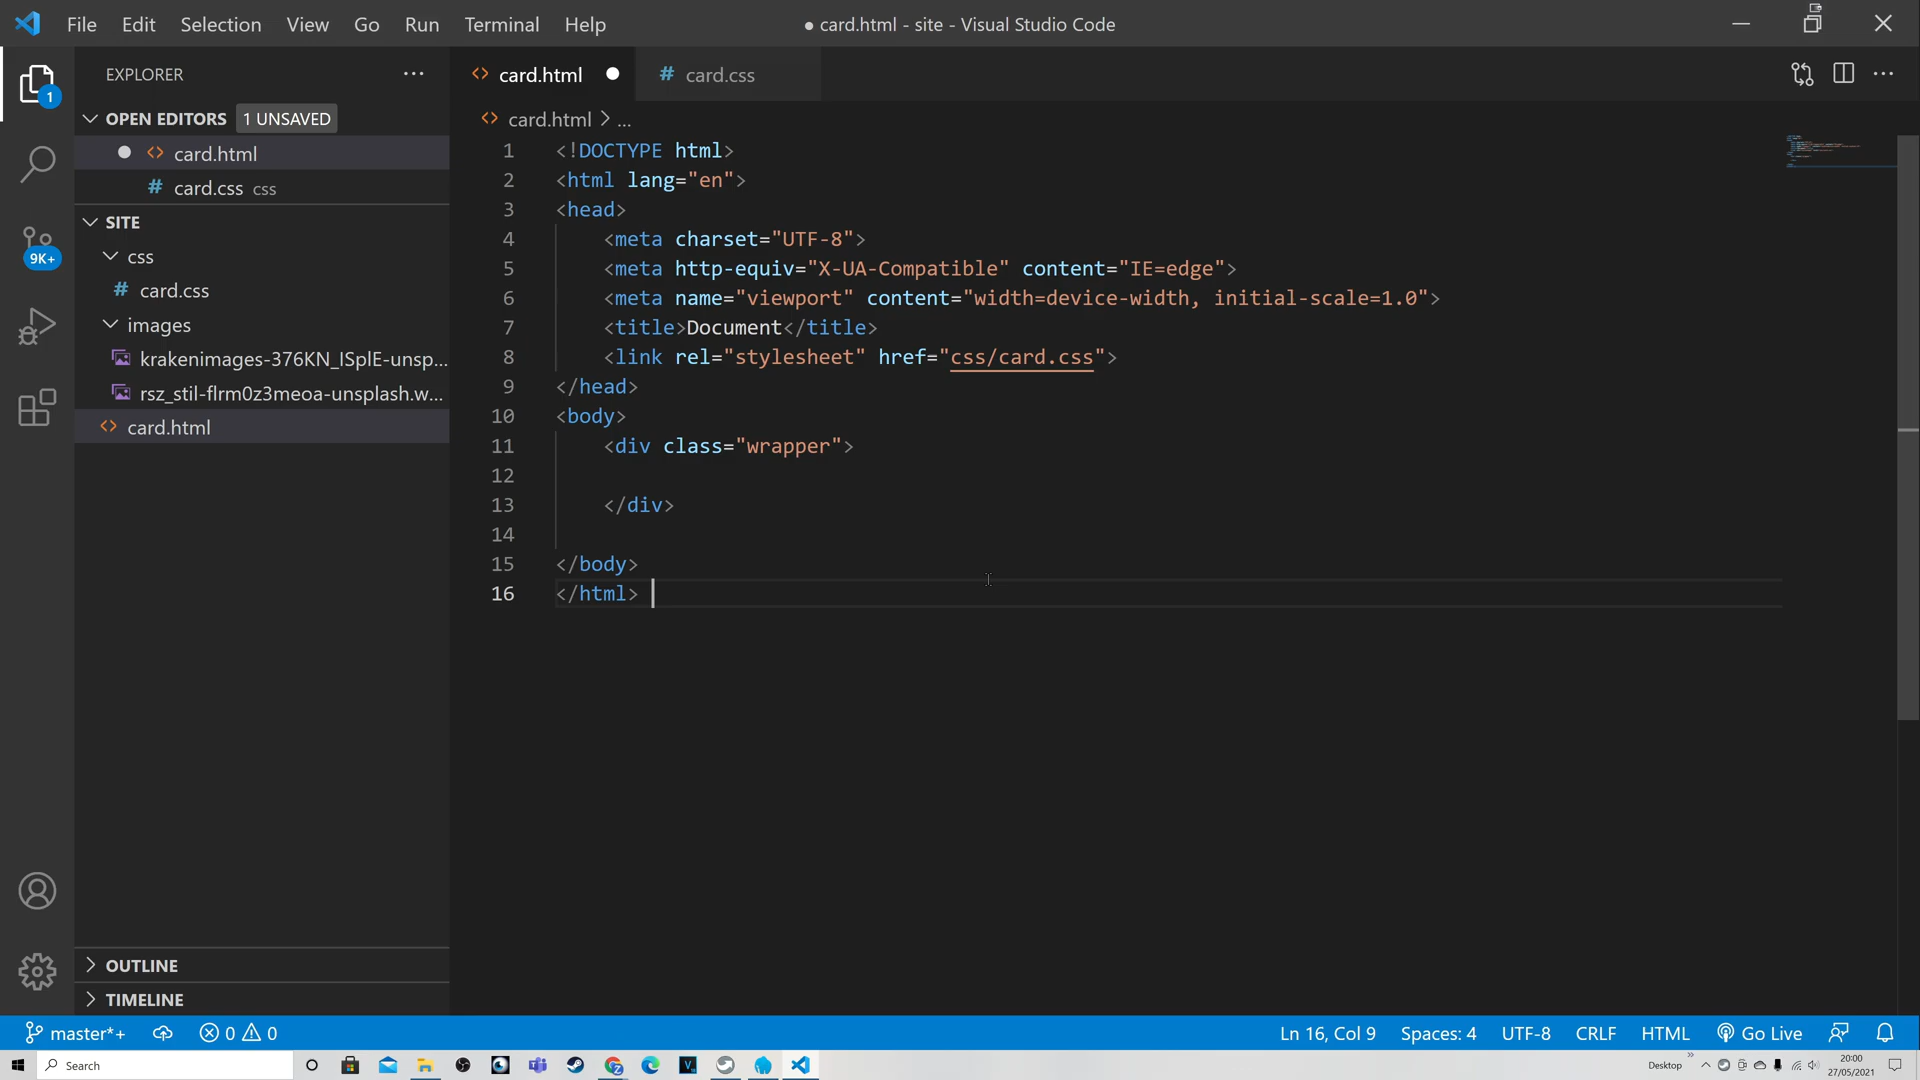 File Edit Selection View Go Run Terminal Help
● card.html - site - Visual Studio Code
EXPLORER
OPEN EDITORS 1 UNSAVED
card.html
card.css css
SITE
css
card.css
images
krakenimages-376KN_ISplE-unsp...
rsz_stil-flrm0z3meoa-unsplash.w...
card.html
OUTLINE
TIMELINE
1
9K+
card.html
card.css
card.html > ...
1 <!DOCTYPE html>
2 <html lang="en">
3 <head>
4 <meta charset="UTF-8">
5 <meta http-equiv="X-UA-Compatible" content="IE=edge">
6 <meta name="viewport" content="width=device-width, initial-scale=1.0">
7 <title>Document</title>
8 <link rel="stylesheet" href="css/card.css">
9 </head>
10 <body>
11 <div class="wrapper">
12
13 </div>
14
15 </body>
16 </html>
master*+ 0 0
Ln 16, Col 9 Spaces: 4 UTF-8 CRLF HTML Go Live
Search
Desktop
20:00
27/05/2021